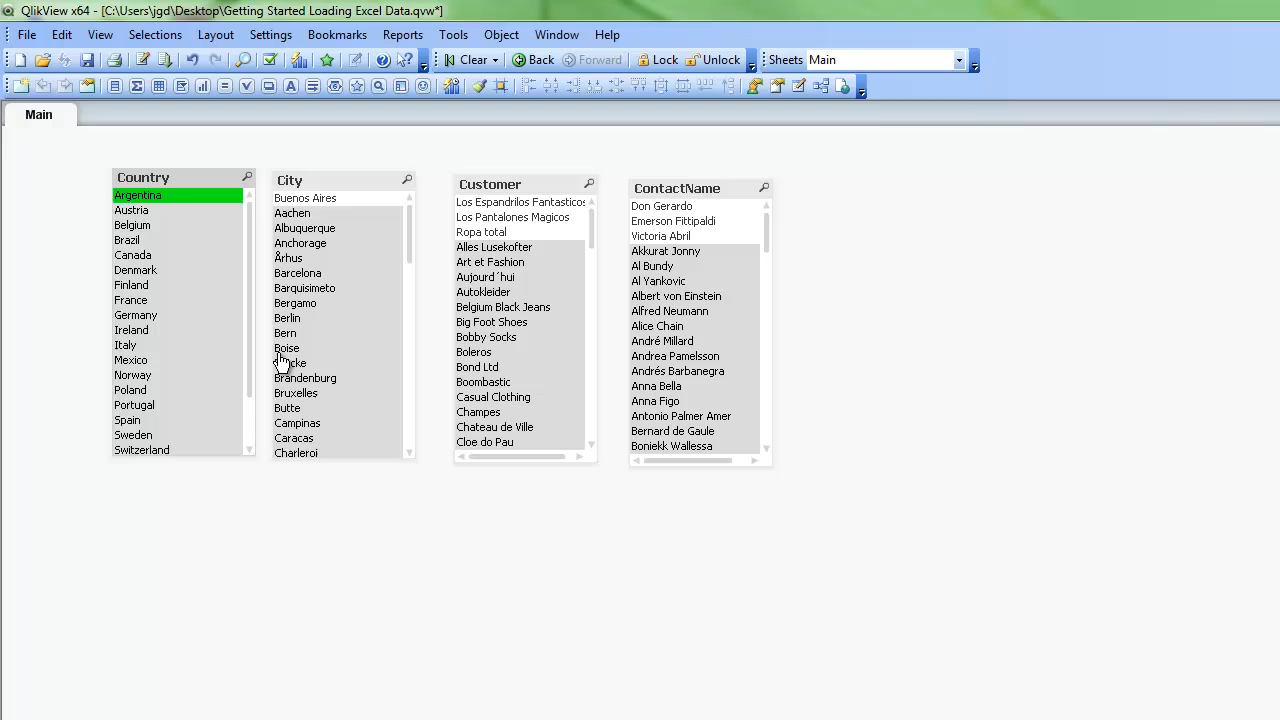 QlikView x64 - [C:\Users\jgd\Desktop\Getting Started Loading Excel Data.qvw*]
File Edit View Selections Layout Settings Bookmarks Reports Tools Object Window Help
Clear Back Forward Lock Unlock Sheets Main
Main
Country
Argentina
Austria
Belgium
Brazil
Canada
Denmark
Finland
France
Germany
Ireland
Italy
Mexico
Norway
Poland
Portugal
Spain
Sweden
Switzerland
City
Buenos Aires
Aachen
Albuquerque
Anchorage
Århus
Barcelona
Barquisimeto
Bergamo
Berlin
Bern
Boise
Brandenburg
Bruxelles
Butte
Campinas
Caracas
Charleroi
Customer
Los Espandrilos Fantasticos
Los Pantalones Magicos
Ropa total
Alles Lusekofter
Art et Fashion
Aujourd´hui
Autokleider
Belgium Black Jeans
Big Foot Shoes
Bobby Socks
Boleros
Bond Ltd
Boombastic
Casual Clothing
Champes
Chateau de Ville
Cloe do Pau
ContactName
Don Gerardo
Emerson Fittipaldi
Victoria Abril
Akkurat Jonny
Al Bundy
Al Yankovic
Albert von Einstein
Alfred Neumann
Alice Chain
André Millard
Andrea Pamelsson
Andrés Barbanegra
Anna Bella
Anna Figo
Antonio Palmer Amer
Bernard de Gaule
Boniekk Wallessa